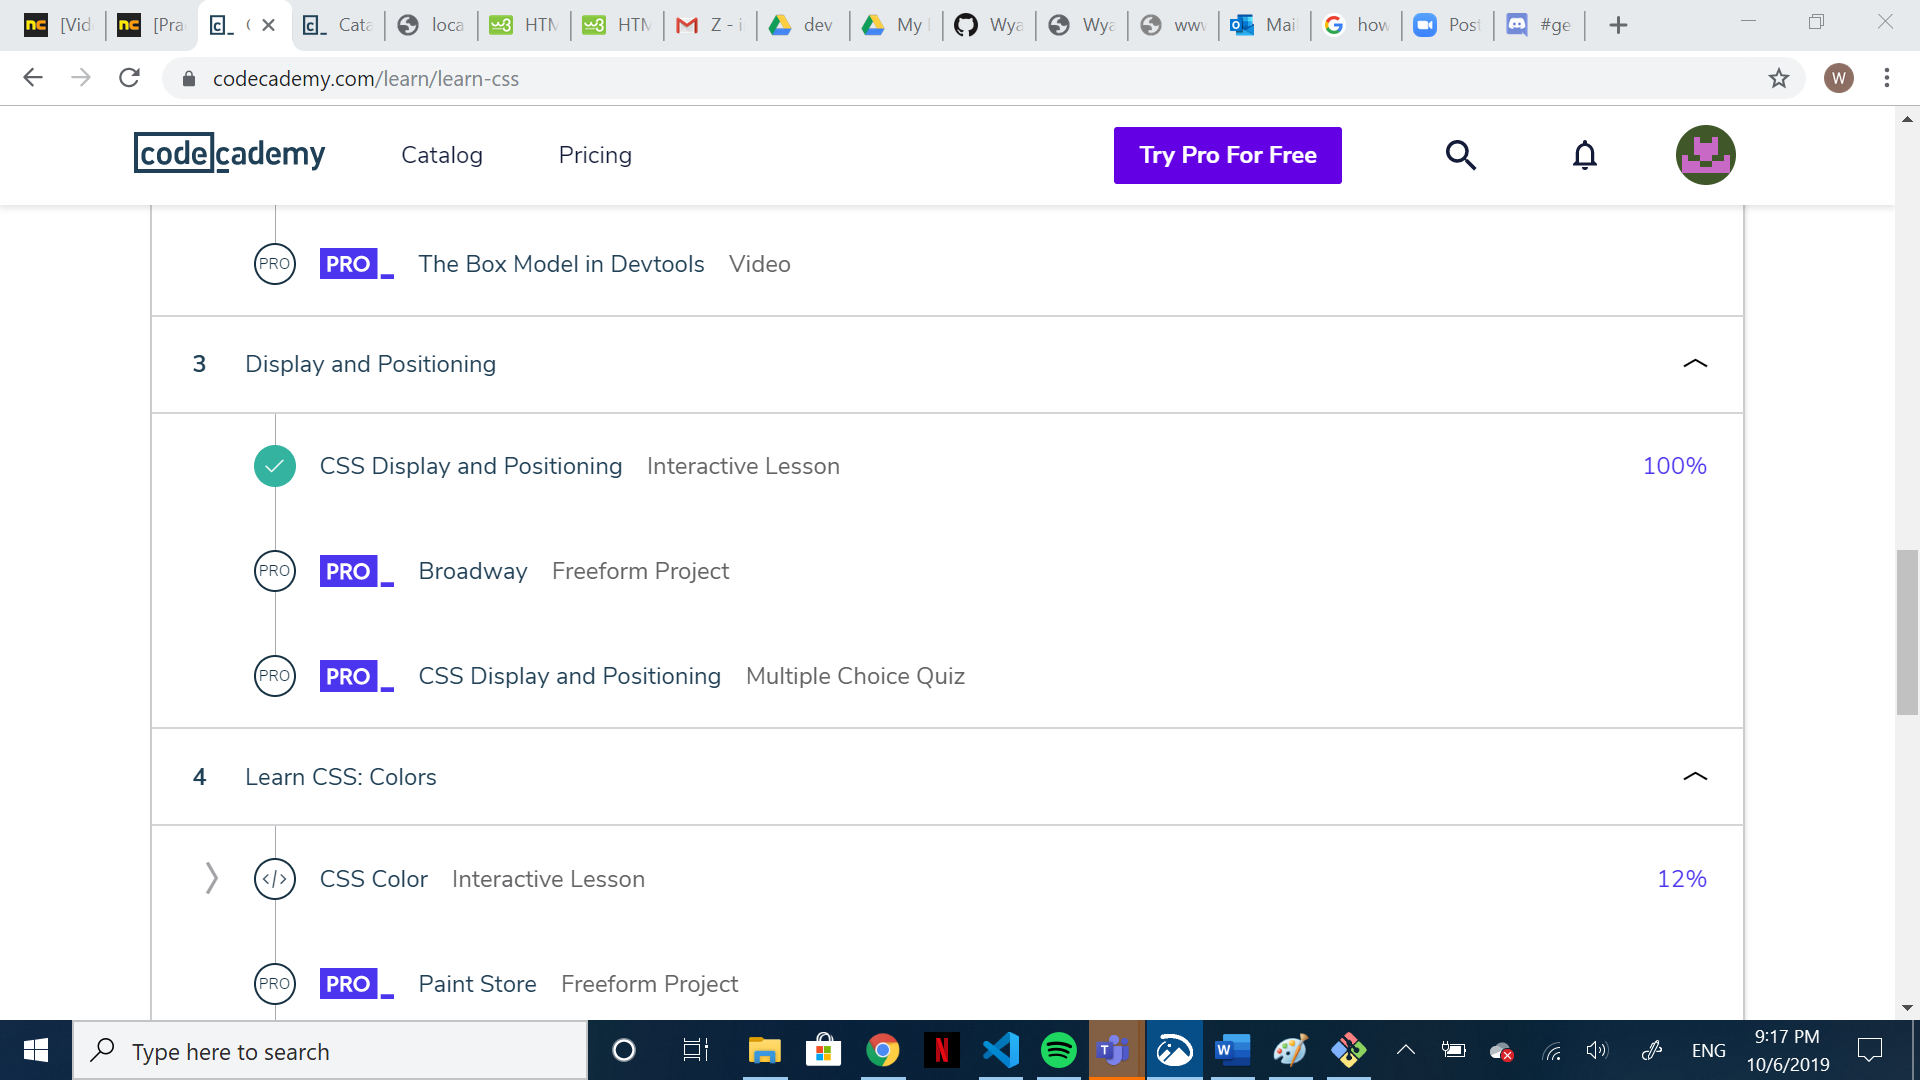 [Vid
[Pra
Cata
loca
HTM
HTM
Z - i
dev
My
Wya
Wya
www
Mai
how
Post
#ge
codecademy.com/learn/learn-css
W
codecademy Catalog Pricing Try Pro For Free
PRO PRO The Box Model in Devtools Video
3 Display and Positioning
CSS Display and Positioning Interactive Lesson 100%
PRO PRO Broadway Freeform Project
PRO PRO CSS Display and Positioning Multiple Choice Quiz
4 Learn CSS: Colors
</> CSS Color Interactive Lesson 12%
PRO PRO Paint Store Freeform Project
Type here to search
ENG
9:17 PM
10/6/2019